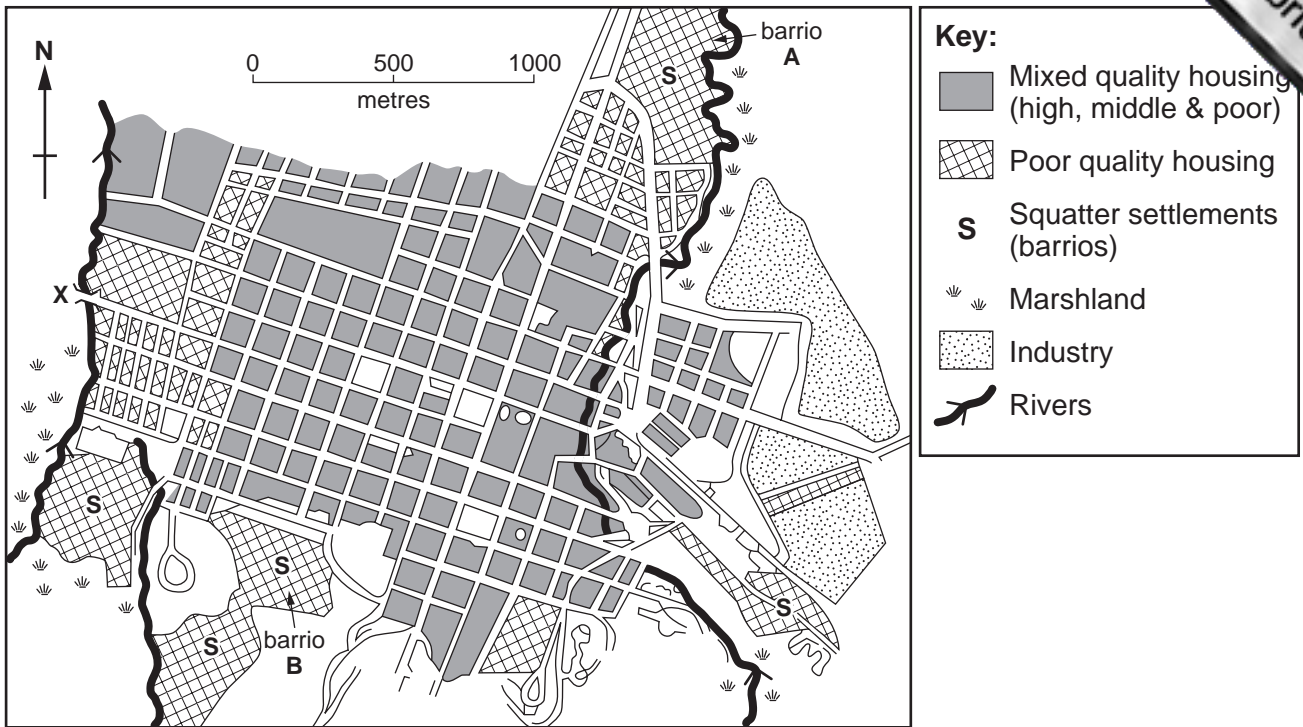 N
0 500 1000
metres
barrio
A
S
X
S
S
barrio
B
S
S
Key:
Mixed quality housing
(high, middle & poor)
Poor quality housing
S Squatter settlements
(barrios)
Marshland
Industry
Rivers